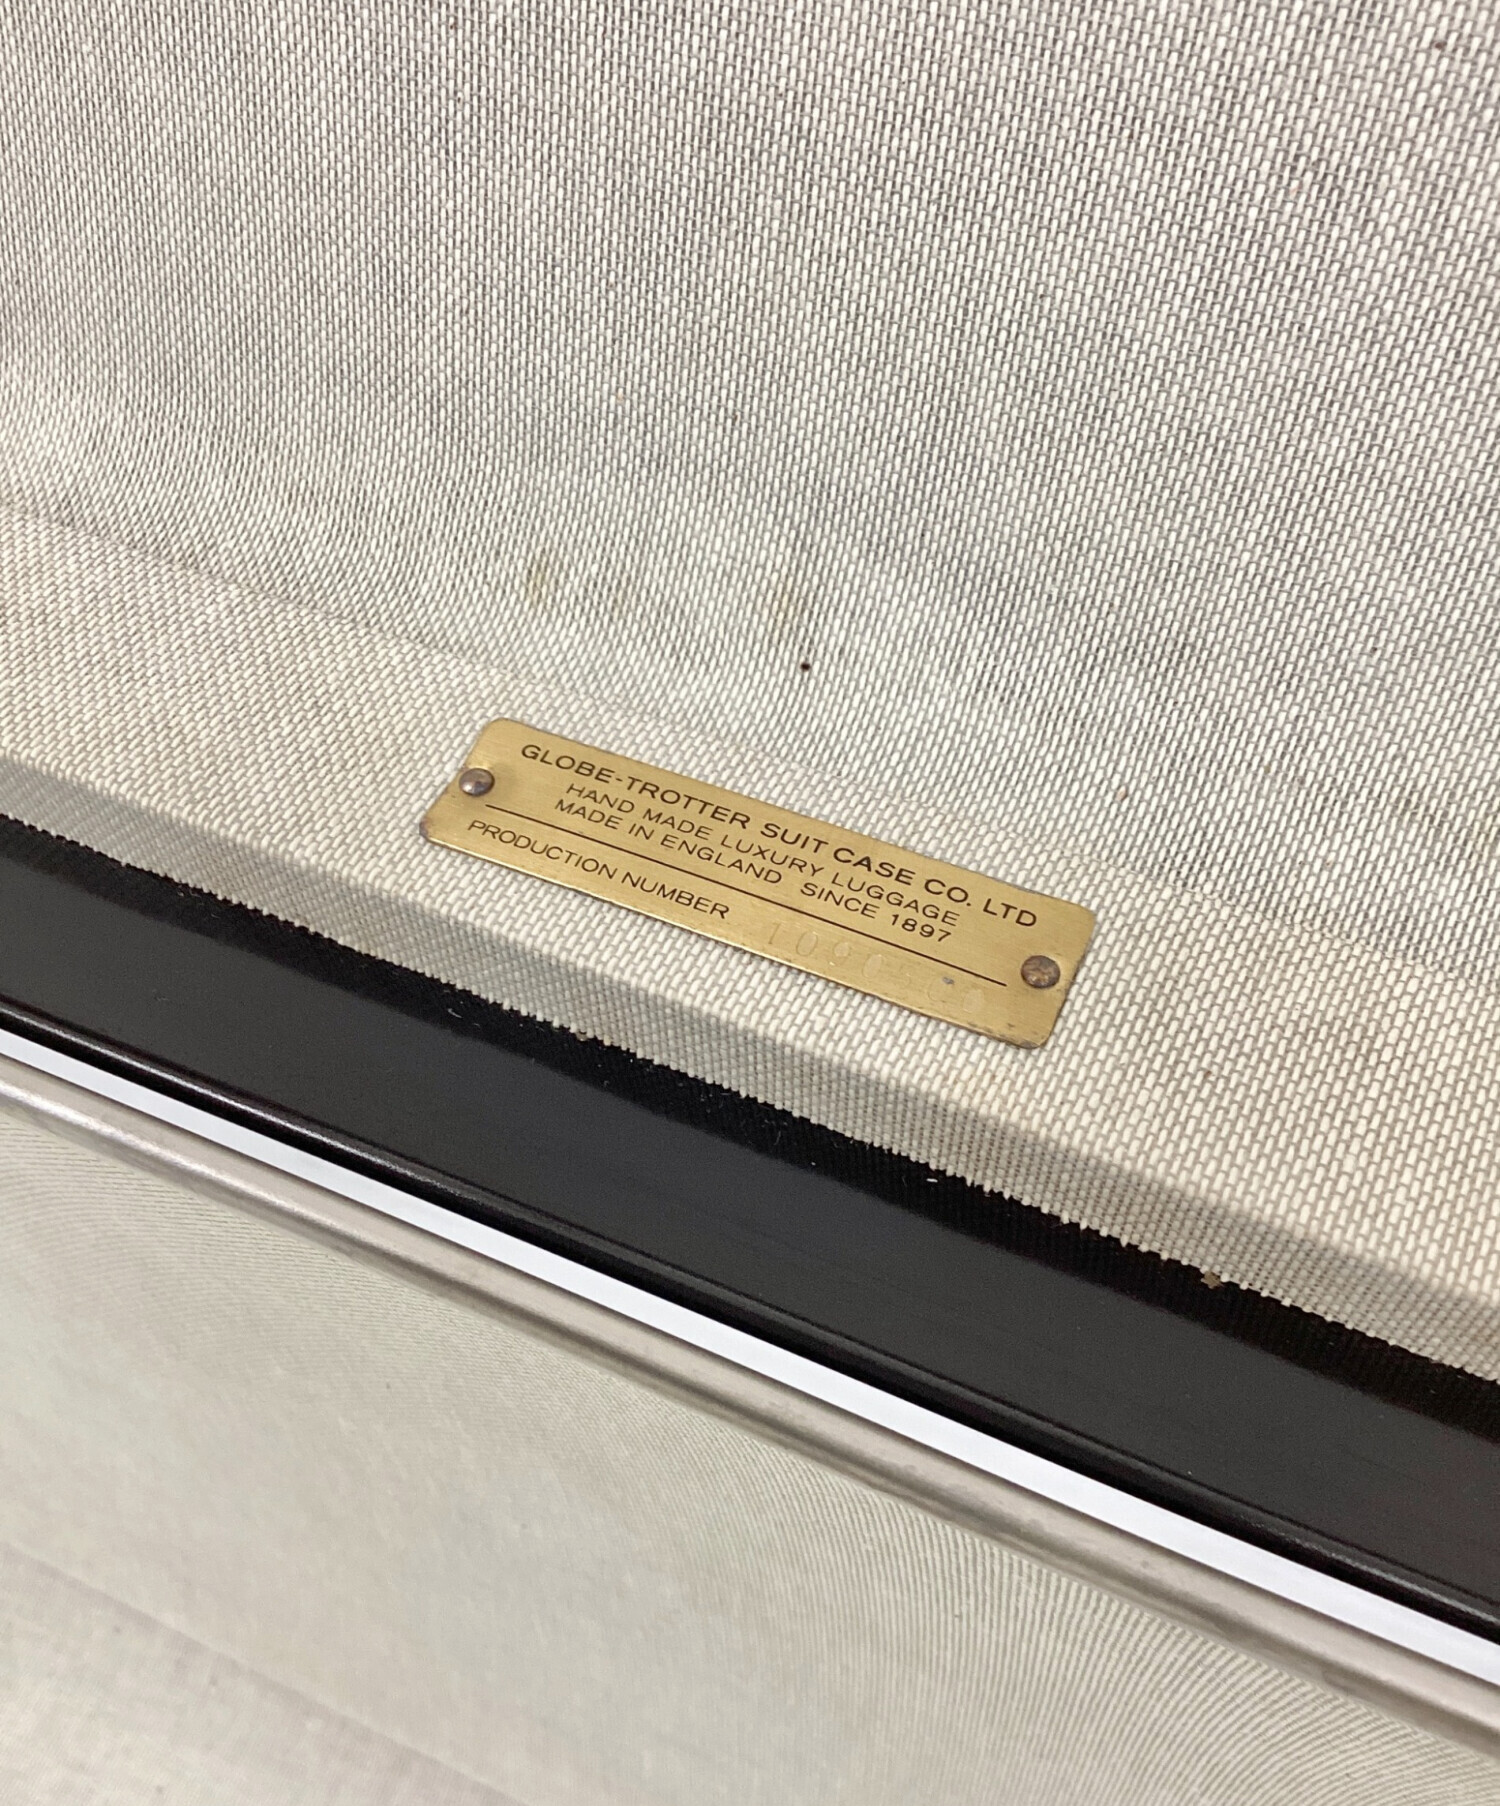 GLOBE-TROTTER SUIT CASE CO. LTD
HAND MADE LUXURY LUGGAGE
MADE IN ENGLAND SINCE 1897
PRODUCTION NUMBER